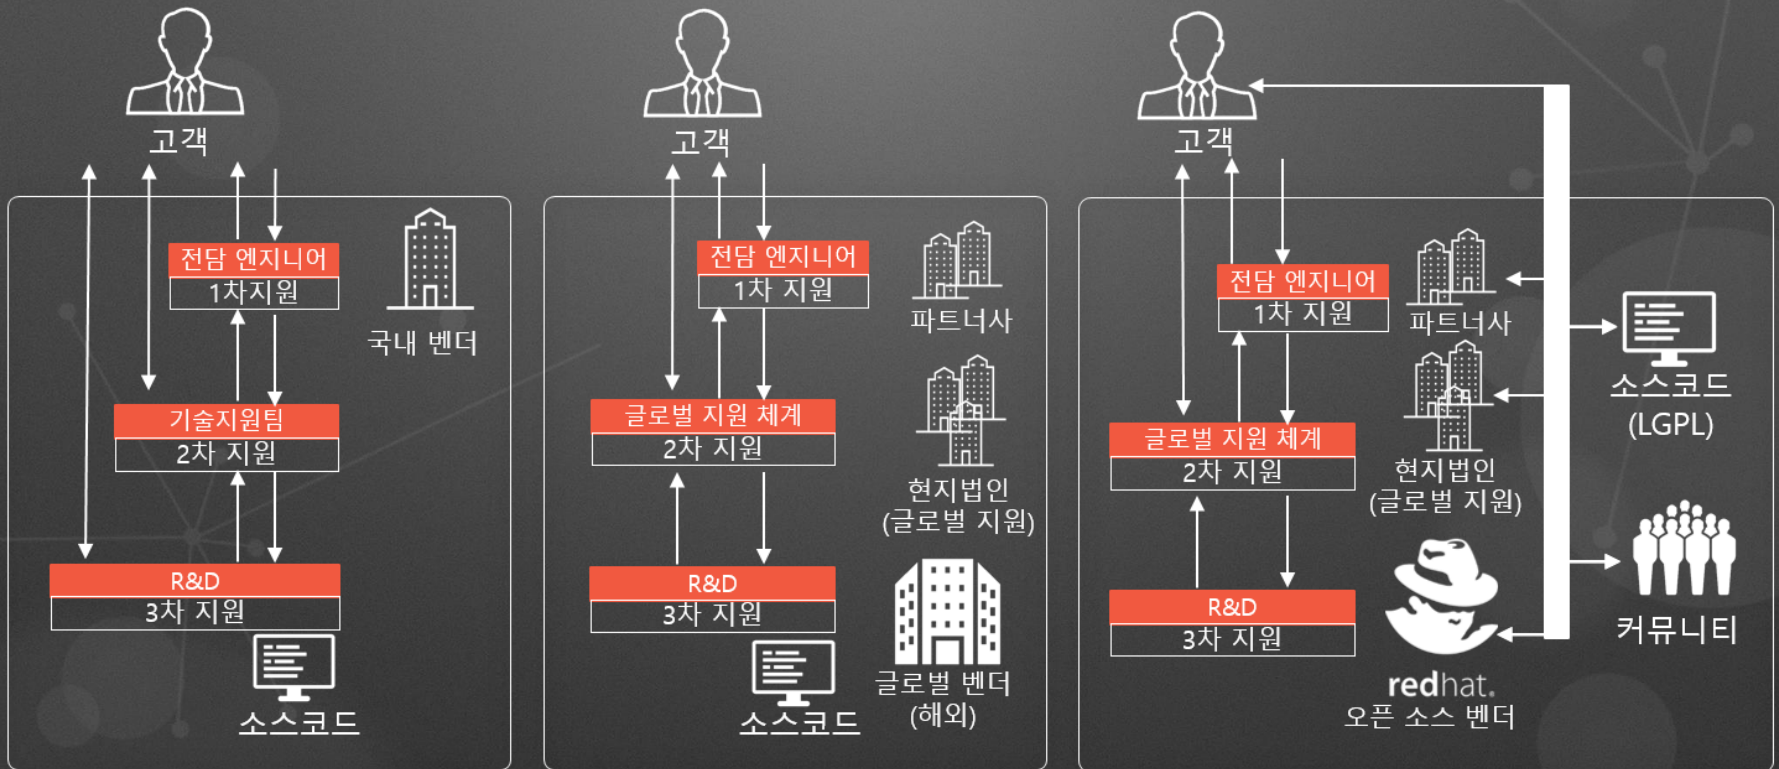 고객
전담 엔지니어
1차지원
국내 벤더
기술지원팀
2차 지원
R&D
3차 지원
소스코드
고객
전담 엔지니어
1차 지원
파트너사
글로벌 지원 체계
2차 지원
현지법인
(글로벌 지원)
R&D
3차 지원
소스코드
글로벌 벤더
(해외)
고객
전담 엔지니어
1차 지원
파트너사
글로벌 지원 체계
2차 지원
현지법인
(글로벌 지원)
R&D
3차 지원
redhat.
오픈 소스 벤더
소스코드
(LGPL)
커뮤니티